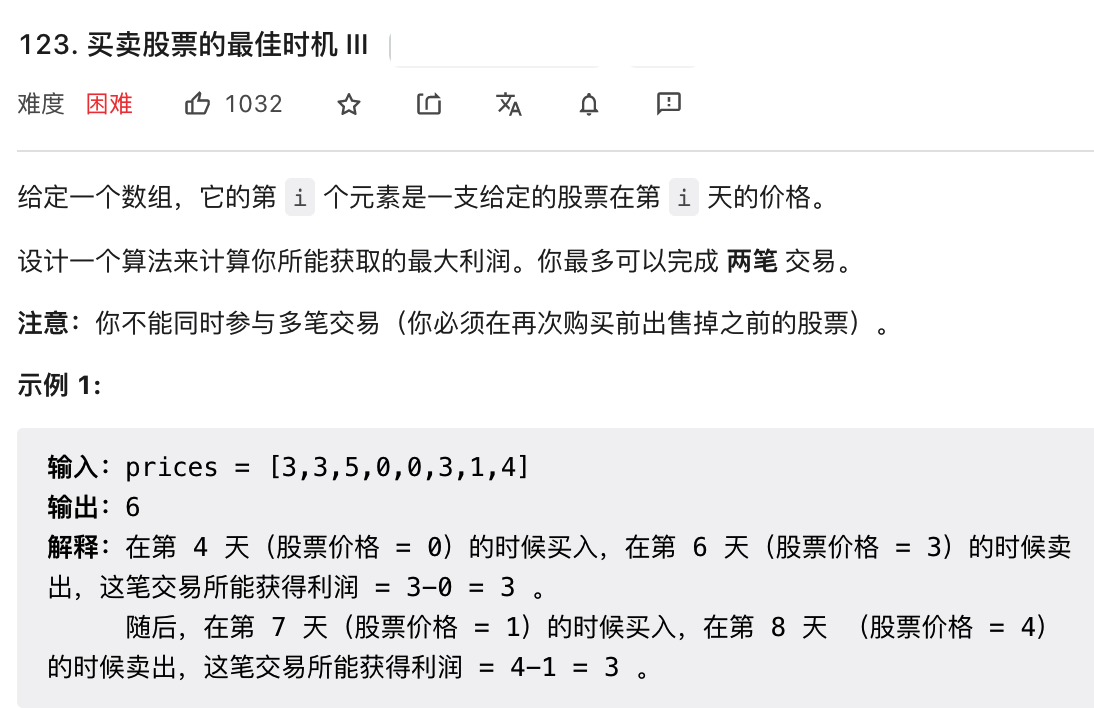 123. 买卖股票的最佳时机 III
难度 困难 1032
给定一个数组，它的第 i 个元素是一支给定的股票在第 i 天的价格。
设计一个算法来计算你所能获取的最大利润。你最多可以完成 两笔 交易。
注意：你不能同时参与多笔交易（你必须在再次购买前出售掉之前的股票）。
示例 1:
输入：prices = [3,3,5,0,0,3,1,4]
输出：6
解释：在第 4 天（股票价格 = 0）的时候买入，在第 6 天（股票价格 = 3）的时候卖
出，这笔交易所能获得利润 = 3-0 = 3 。
随后，在第 7 天（股票价格 = 1）的时候买入，在第 8 天 （股票价格 = 4）
的时候卖出，这笔交易所能获得利润 = 4-1 = 3 。